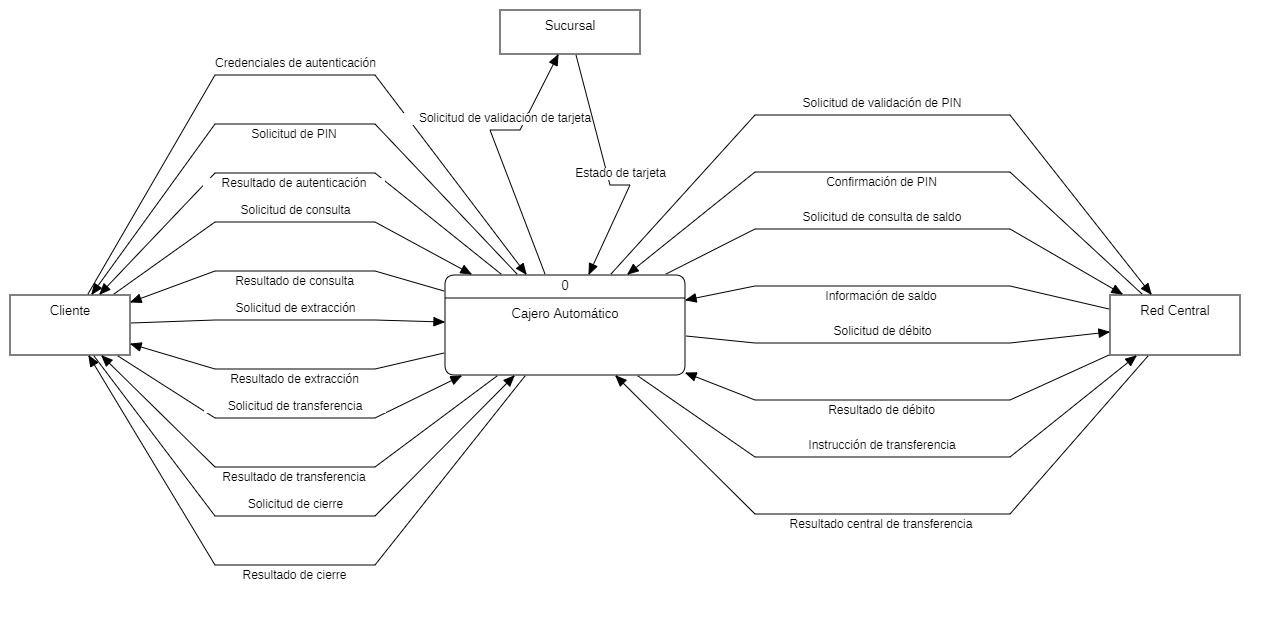 Sucursal
Credenciales de autenticación
Solicitud de validación de PIN
Solicitud de validación de tarjeta
Solicitud de PIN
Estado de tarjeta
Resultado de autenticación
Confirmación de PIN
Solicitud de consulta
Solicitud de consulta de saldo
Resultado de consulta
0
Información de saldo
Solicitud de extracción
Cliente
Cajero Automático
Red Central
Solicitud de débito
Resultado de extracción
Solicitud de transferencia
Resultado de débito
Instrucción de transferencia
Resultado de transferencia
Solicitud de cierre
Resultado central de transferencia
Resultado de cierre